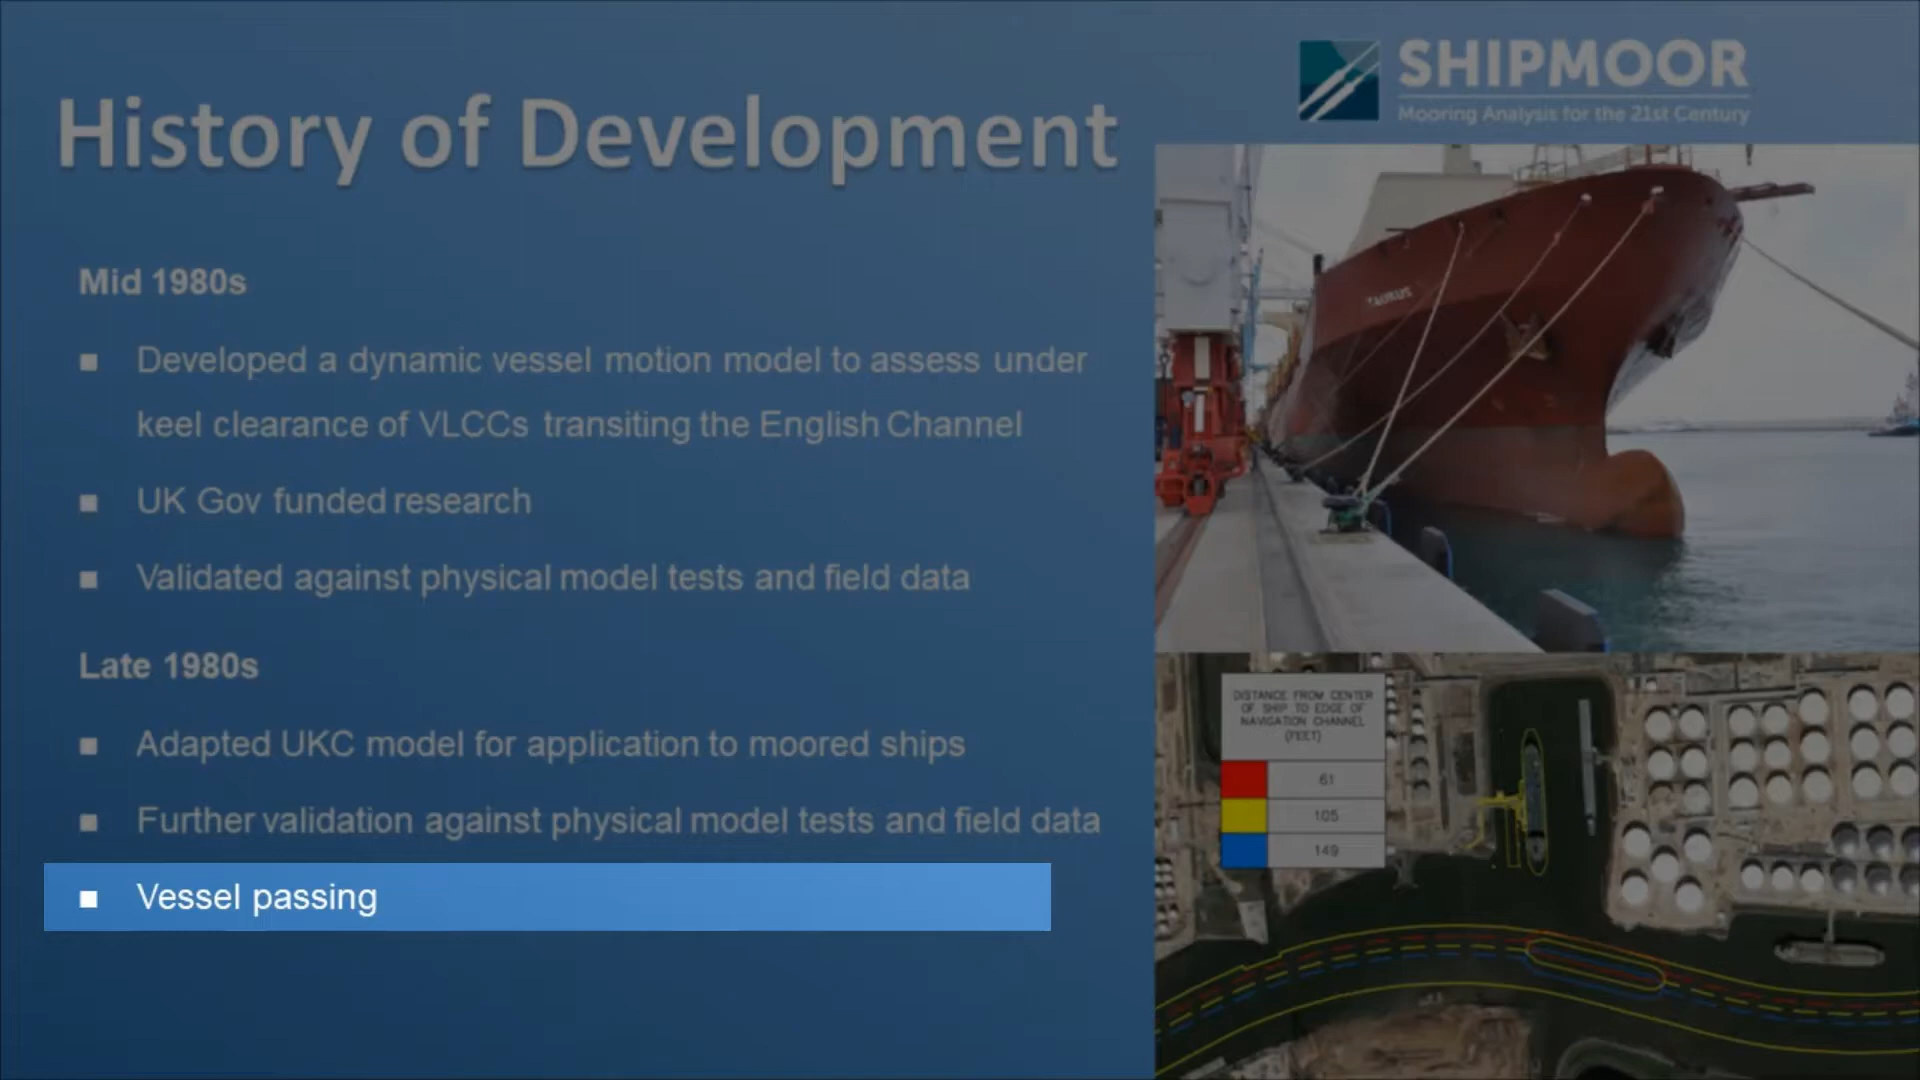 SHIPMOOR
Mooring Analysis for the 21st Century
History of Development
Mid 1980s
■ Developed a dynamic vessel motion model to assess under
keel clearance of VLCCs transiting the English Channel
■ UK Gov funded research
■ Validated against physical model tests and field data
Late 1980s
■ Adapted UKC model for application to moored ships
■ Further validation against physical model tests and field data
■ Vessel passing
TAURUS
DISTANCE FROM CENTER
OF SHIP TO EDGE OF
NAVIGATION CHANNEL
(FEET)
61
105
149